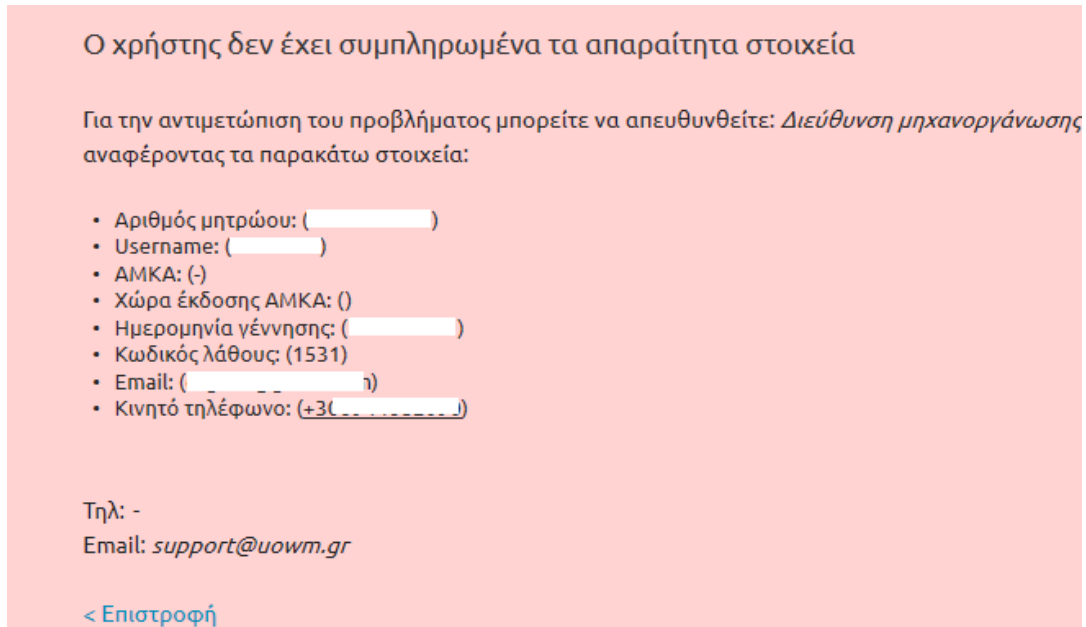 Ο χρήστης δεν έχει συμπληρωμένα τα απαραίτητα στοιχεία
Για την αντιμετώπιση του προβλήματος μπορείτε να απευθυνθείτε: Διεύθυνση μηχανοργάνωσης
αναφέροντας τα παρακάτω στοιχεία:
• Αριθμός μητρώου: ( )
• Username: ( )
• ΑΜΚΑ: (-)
• Χώρα έκδοσης ΑΜΚΑ: ()
• Ημερομηνία γέννησης: ( )
• Κωδικός λάθους: (1531)
• Email: ( )
• Κινητό τηλέφωνο: (+3 )
Τηλ: -
Email: support@uowm.gr
< Επιστροφή